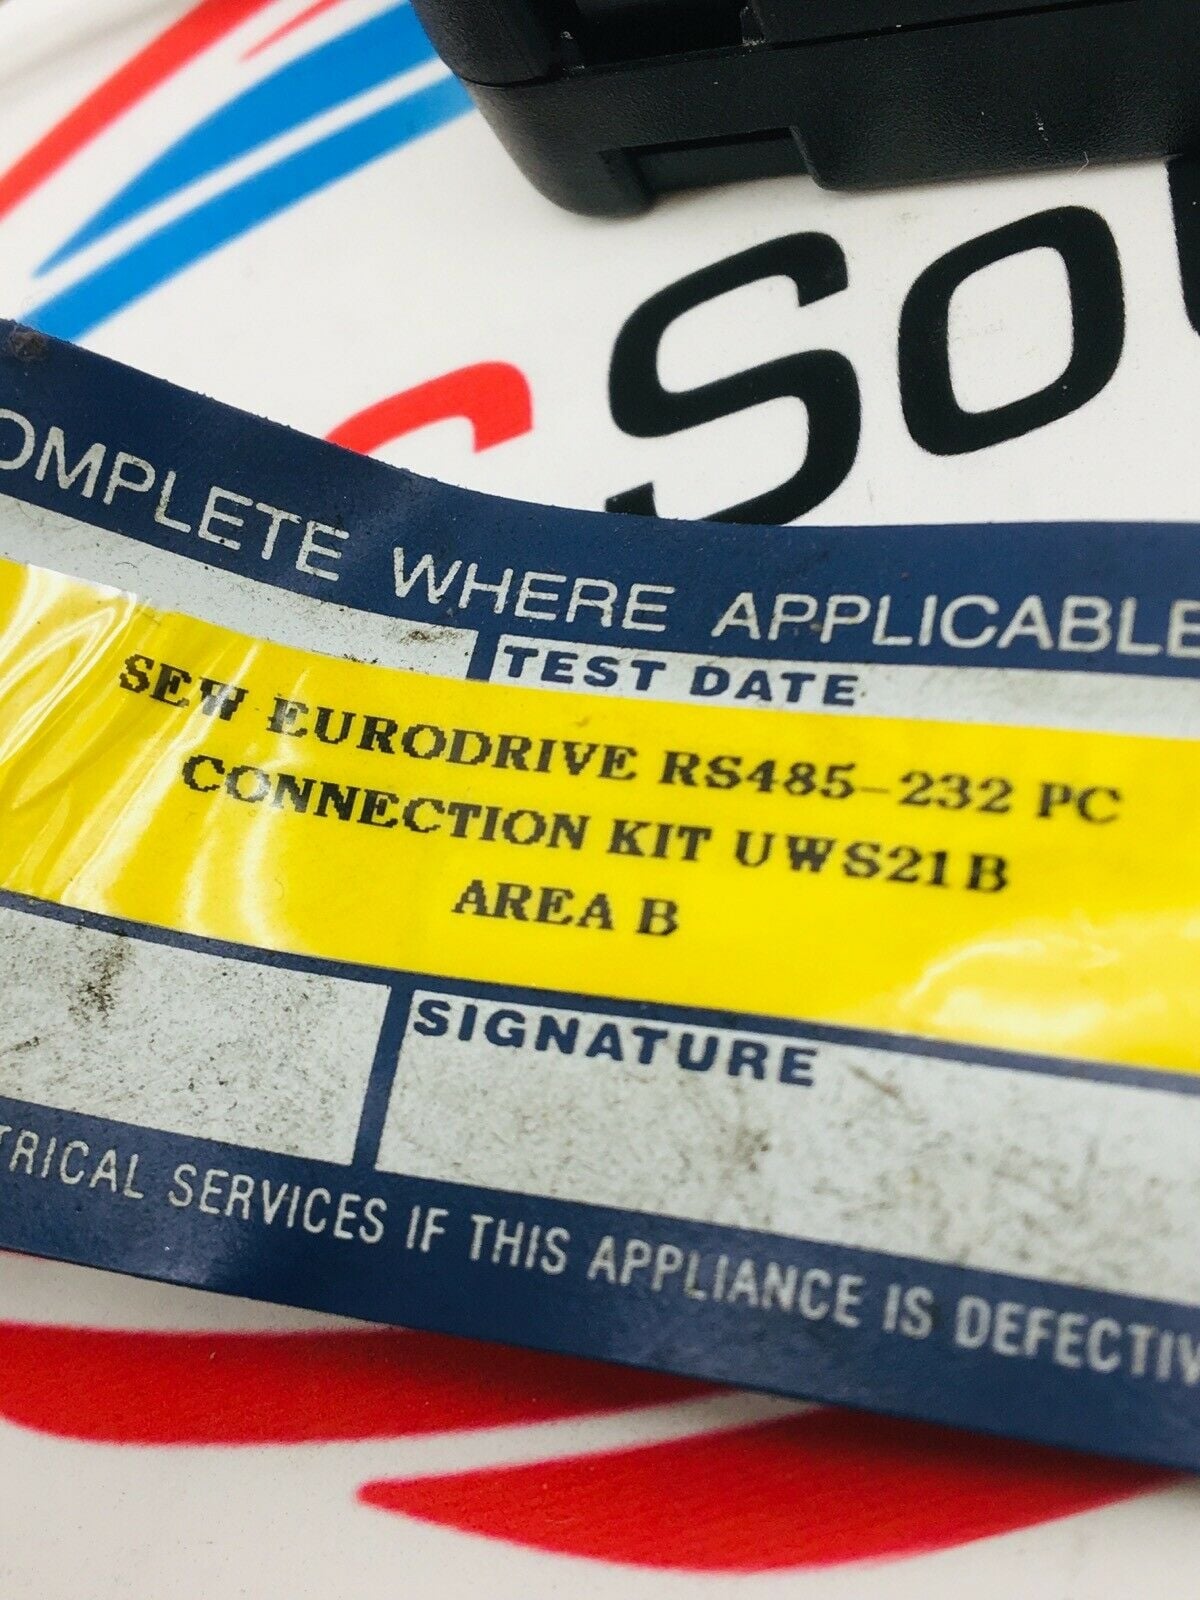 So
OMPLETE WHERE APPLICABLE
TEST DATE
SEW EURODRIVE RS485-232 PC
CONNECTION KIT UWS21B
AREA B
SIGNATURE
TRICAL SERVICES IF THIS APPLIANCE IS DEFECTIV